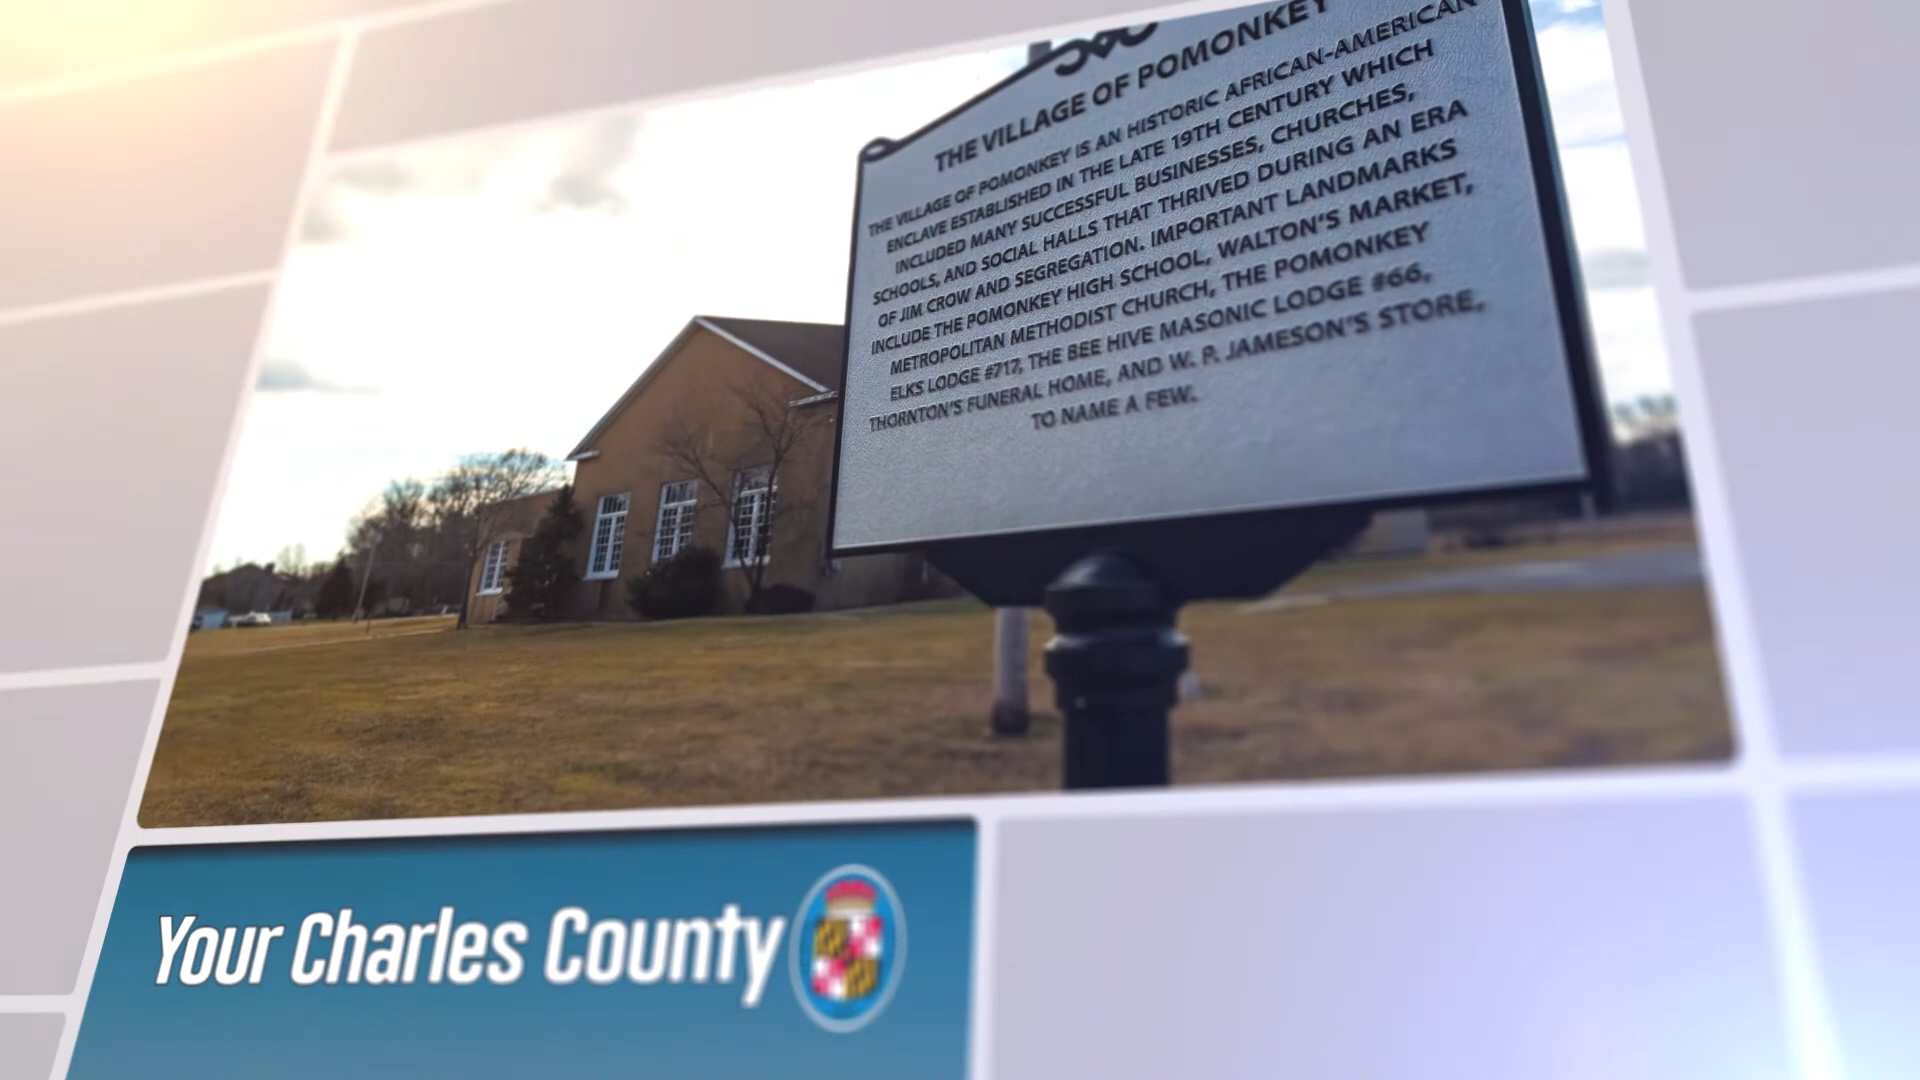 THE VILLAGE OF POMONKEY
THE VILLAGE OF POMONKEY IS AN HISTORIC AFRICAN-AMERICAN
ENCLAVE ESTABLISHED IN THE LATE 19TH CENTURY WHICH
INCLUDED MANY SUCCESSFUL BUSINESSES, CHURCHES,
SCHOOLS, AND SOCIAL HALLS THAT THRIVED DURING AN ERA
OF JIM CROW AND SEGREGATION. IMPORTANT LANDMARKS
INCLUDE THE POMONKEY HIGH SCHOOL, WALTON'S MARKET,
METROPOLITAN METHODIST CHURCH, THE POMONKEY
ELKS LODGE #717, THE BEE HIVE MASONIC LODGE #66,
THORNTON'S FUNERAL HOME, AND W. P. JAMESON'S STORE,
TO NAME A FEW.
Your Charles County